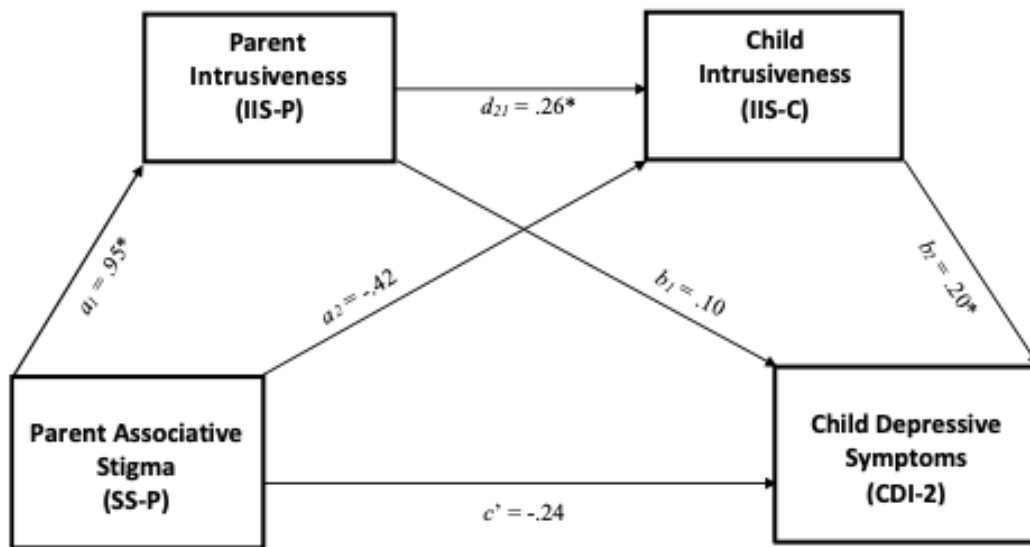 Parent
Intrusiveness
(IIS-P)
Child
Intrusiveness
(IIS-C)
d21 = .26*
a1 = .95*
a2 = -.42
b1 = .10
b2 = .20*
Parent Associative
Stigma
(SS-P)
Child Depressive
Symptoms
(CDI-2)
c' = -.24